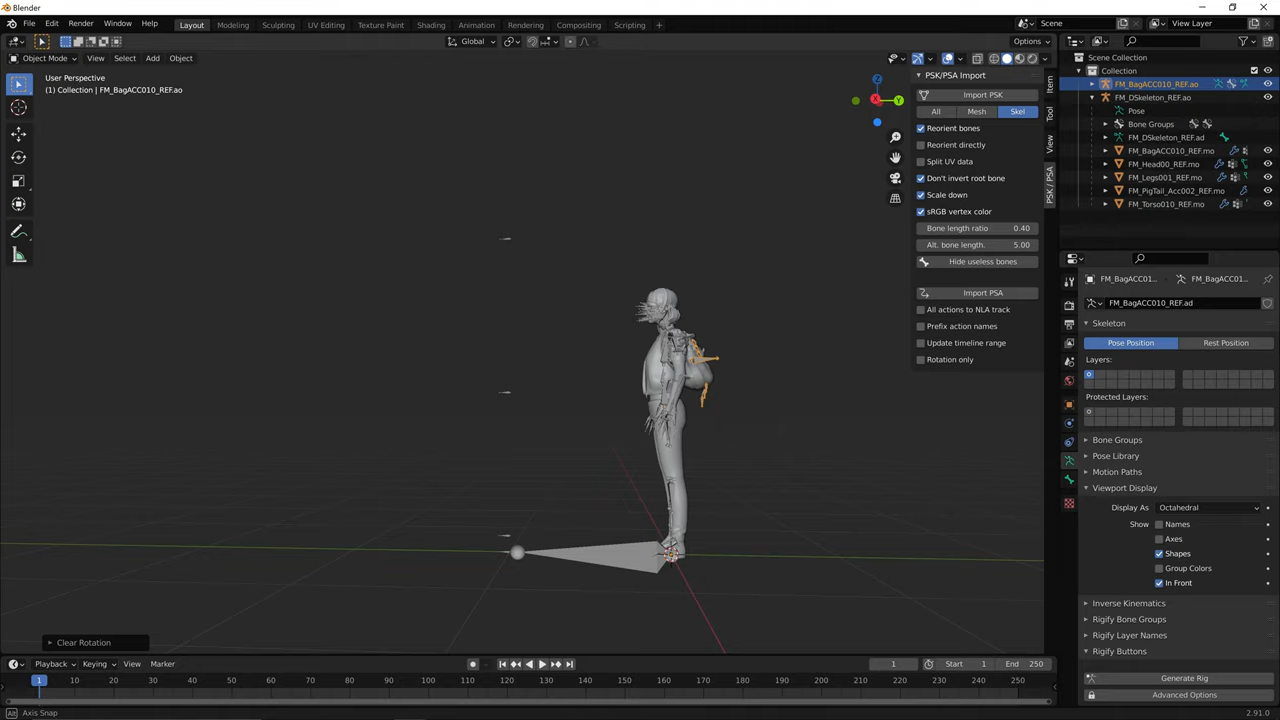 Blender
File Edit Render Window Help Layout Modeling Sculpting UV Editing Texture Paint Shading Animation Rendering Compositing Scripting + Scene View Layer
Global Options
Object Mode View Select Add Object
User Perspective
(1) Collection | FM_BagACC010_REF.ao
Clear Rotation
PSK/PSA Import
Import PSK
All Mesh Skel
Reorient bones
Reorient directly
Split UV data
Don't invert root bone
Scale down
sRGB vertex color
Bone length ratio 0.40
Alt. bone length. 5.00
Hide useless bones
Import PSA
All actions to NLA track
Prefix action names
Update timeline range
Rotation only
Item
Tool
View
PSK / PSA
Z
X
Y
Scene Collection
Collection
FM_BagACC010_REF.ao
FM_DSkeleton_REF.ao
Pose
Bone Groups
FM_DSkeleton_REF.ad
FM_BagACC010_REF.mo
FM_Head00_REF.mo
FM_Legs001_REF.mo
FM_PigTail_Acc002_REF.mo
FM_Torso010_REF.mo
FM_BagACC01... FM_BagACC01...
FM_BagACC010_REF.ad
Skeleton
Pose Position Rest Position
Layers:
Protected Layers:
Bone Groups
Pose Library
Motion Paths
Viewport Display
Display As Octahedral
Show Names
Axes
Shapes
Group Colors
In Front
Inverse Kinematics
Rigify Bone Groups
Rigify Layer Names
Rigify Buttons
Generate Rig
Advanced Options
Playback Keying View Marker 1 Start 1 End 250
1 10 20 30 40 50 60 70 80 90 100 110 120 130 140 150 160 170 180 190 200 210 220 230 240 250
Axis Snap 2.91.0